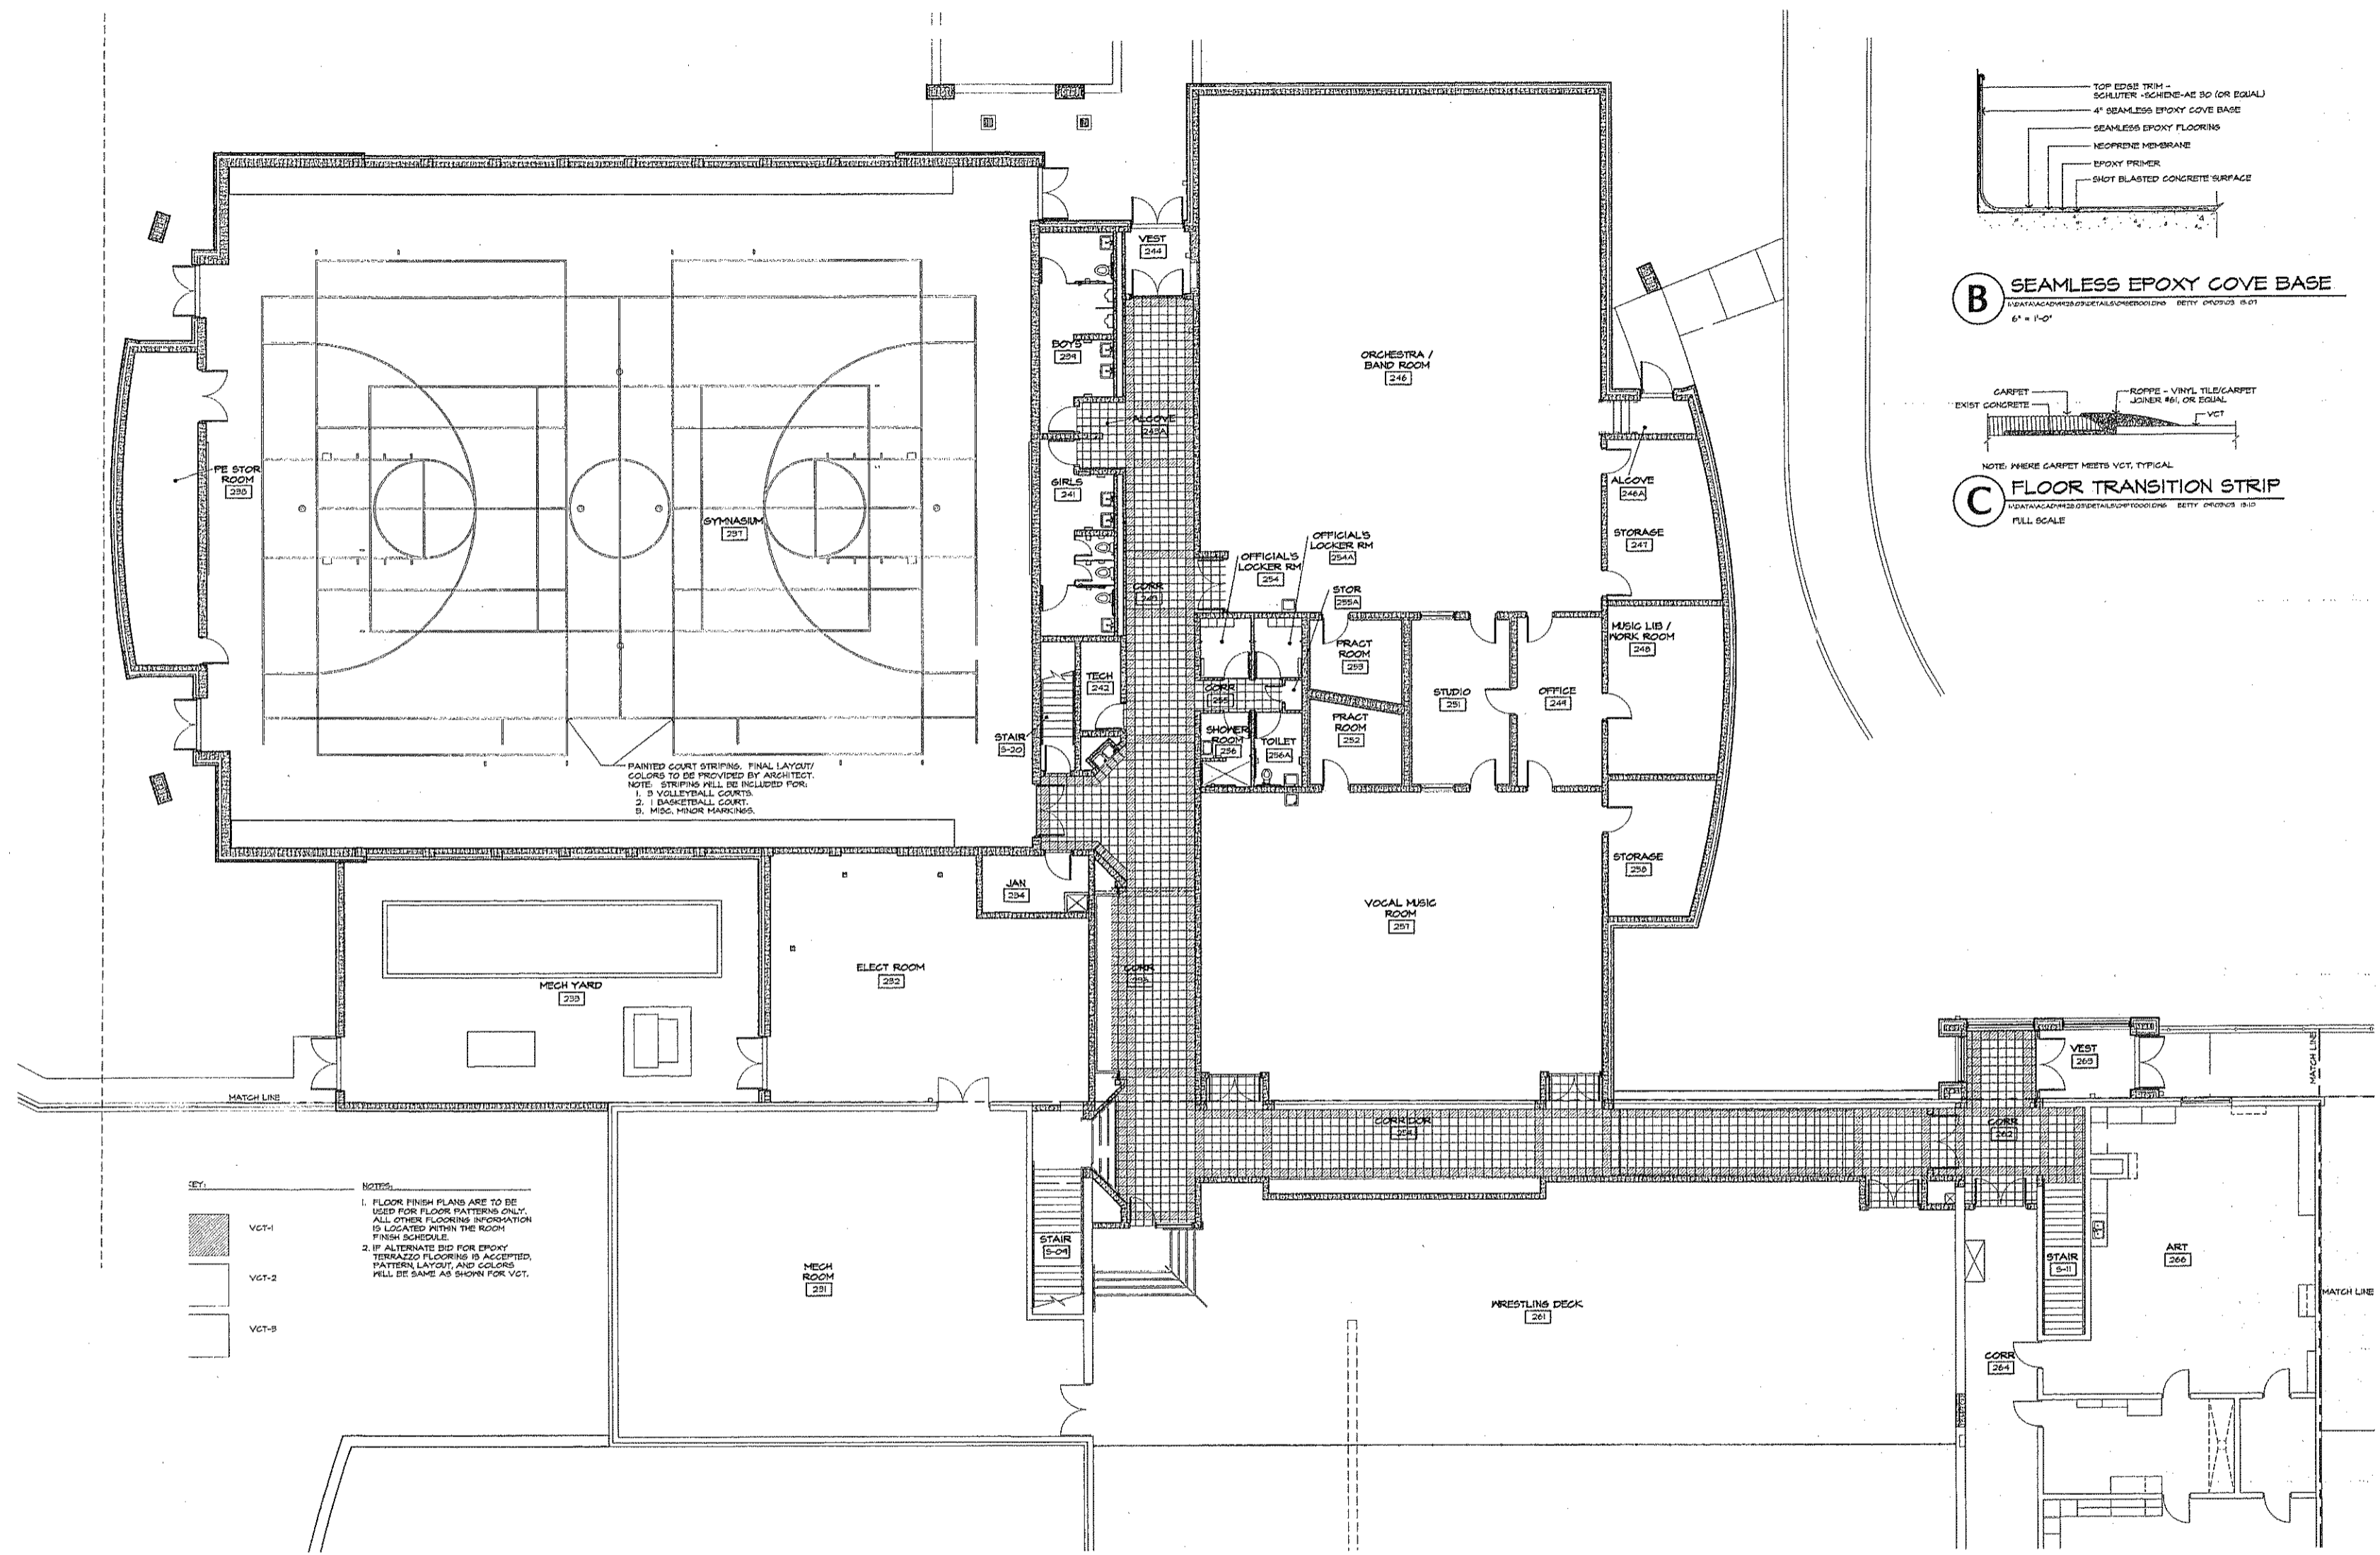 TOP EDGE TRIM -
SCHLUTER -SCHIENE-AE 30 (OR EQUAL)
4" SEAMLESS EPOXY COVE BASE
SEAMLESS EPOXY FLOORING
NEOPRENE MEMBRANE
EPOXY PRIMER
SHOT BLASTED CONCRETE SURFACE
B
SEAMLESS EPOXY COVE BASE
6" = 1'-0"
CARPET
EXIST CONCRETE
ROPPE - VINYL TILE/CARPET
JOINER #61, OR EQUAL
VCT
NOTE: WHERE CARPET MEETS VCT, TYPICAL
C
FLOOR TRANSITION STRIP
FULL SCALE
VEST
244
ORCHESTRA /
BAND ROOM
246
BOYS
239
ALCOVE
GIRLS
241
PE STOR
ROOM
238
GYMNASIUM
237
ALCOVE
246A
STORAGE
247
OFFICIAL'S
LOCKER RM
254
OFFICIAL'S
LOCKER RM
254A
STOR
255A
CORR
MUSIC LIB /
WORK ROOM
248
PRACT
ROOM
253
TECH
242
CORR
255
STUDIO
251
OFFICE
249
PRACT
ROOM
252
SHOWER
ROOM
256
TOILET
256A
STAIR
S-20
PAINTED COURT STRIPING. FINAL LAYOUT/
COLORS TO BE PROVIDED BY ARCHITECT.
NOTE: STRIPING WILL BE INCLUDED FOR:
1. 3 VOLLEYBALL COURTS.
2. 1 BASKETBALL COURT.
3. MISC. MINOR MARKINGS.
STORAGE
258
JAN
234
VOCAL MUSIC
ROOM
257
ELECT ROOM
232
MECH YARD
233
CORR
VEST
263
MATCH LINE
MATCH LINE
CORRIDOR
CORR
262
KEY:
VCT-1
VCT-2
VCT-3
NOTES:
1. FLOOR FINISH PLANS ARE TO BE
USED FOR FLOOR PATTERNS ONLY.
ALL OTHER FLOORING INFORMATION
IS LOCATED WITHIN THE ROOM
FINISH SCHEDULE.
2. IF ALTERNATE BID FOR EPOXY
TERRAZZO FLOORING IS ACCEPTED,
PATTERN, LAYOUT, AND COLORS
WILL BE SAME AS SHOWN FOR VCT.
STAIR
S-09
MECH
ROOM
231
WRESTLING DECK
261
STAIR
S-11
ART
266
MATCH LINE
CORR
264